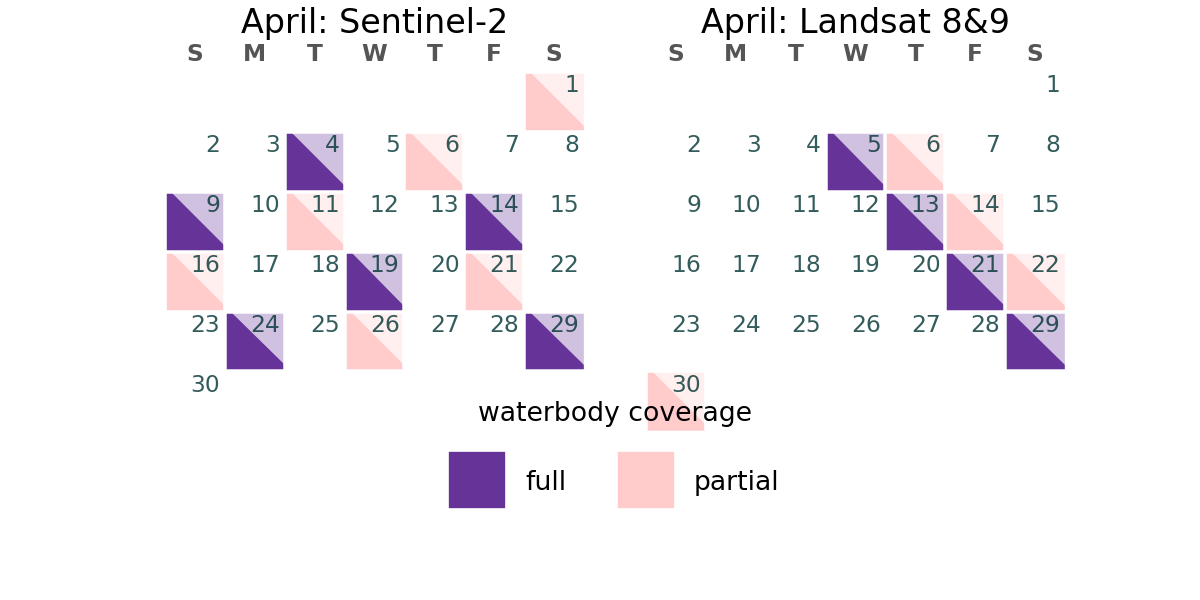 April: Sentinel-2
S M T W T F S
1
2 3 4 5 6 7 8
9 10 11 12 13 14 15
16 17 18 19 20 21 22
23 24 25 26 27 28 29
30
April: Landsat 8&9
S M T W T F S
1
2 3 4 5 6 7 8
9 10 11 12 13 14 15
16 17 18 19 20 21 22
23 24 25 26 27 28 29
30
waterbody coverage
full
partial